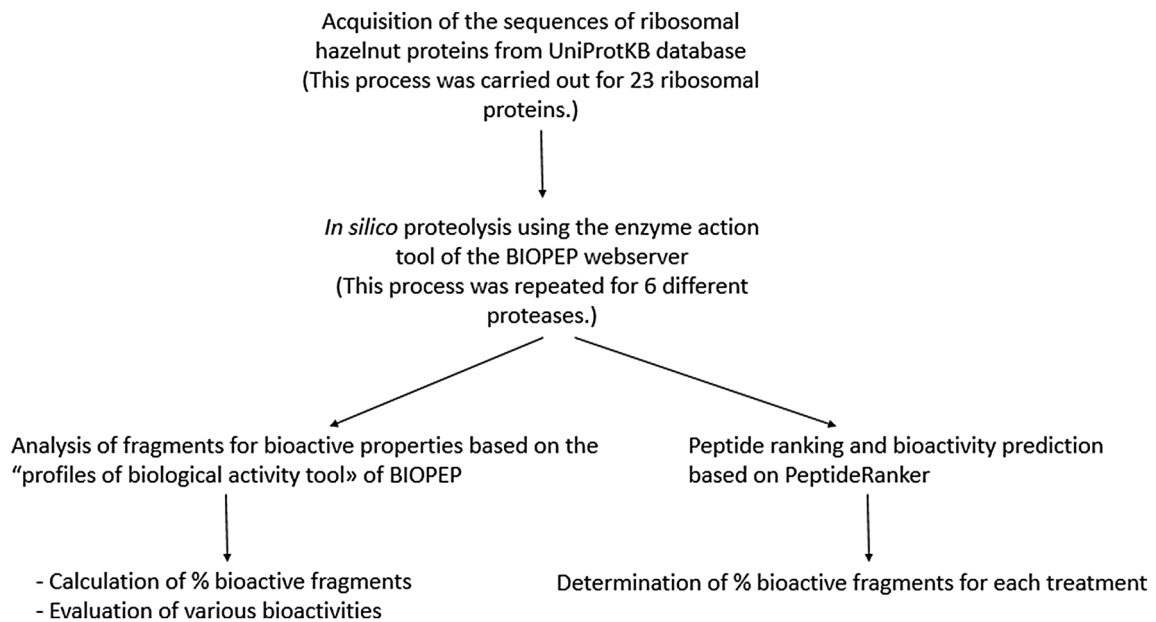 Acquisition of the sequences of ribosomal
hazelnut proteins from UniProtKB database
(This process was carried out for 23 ribosomal
proteins.)
In silico proteolysis using the enzyme action
tool of the BIOPEP webserver
(This process was repeated for 6 different
proteases.)
Analysis of fragments for bioactive properties based on the
“profiles of biological activity tool» of BIOPEP
Peptide ranking and bioactivity prediction
based on PeptideRanker
- Calculation of % bioactive fragments
- Evaluation of various bioactivities
Determination of % bioactive fragments for each treatment